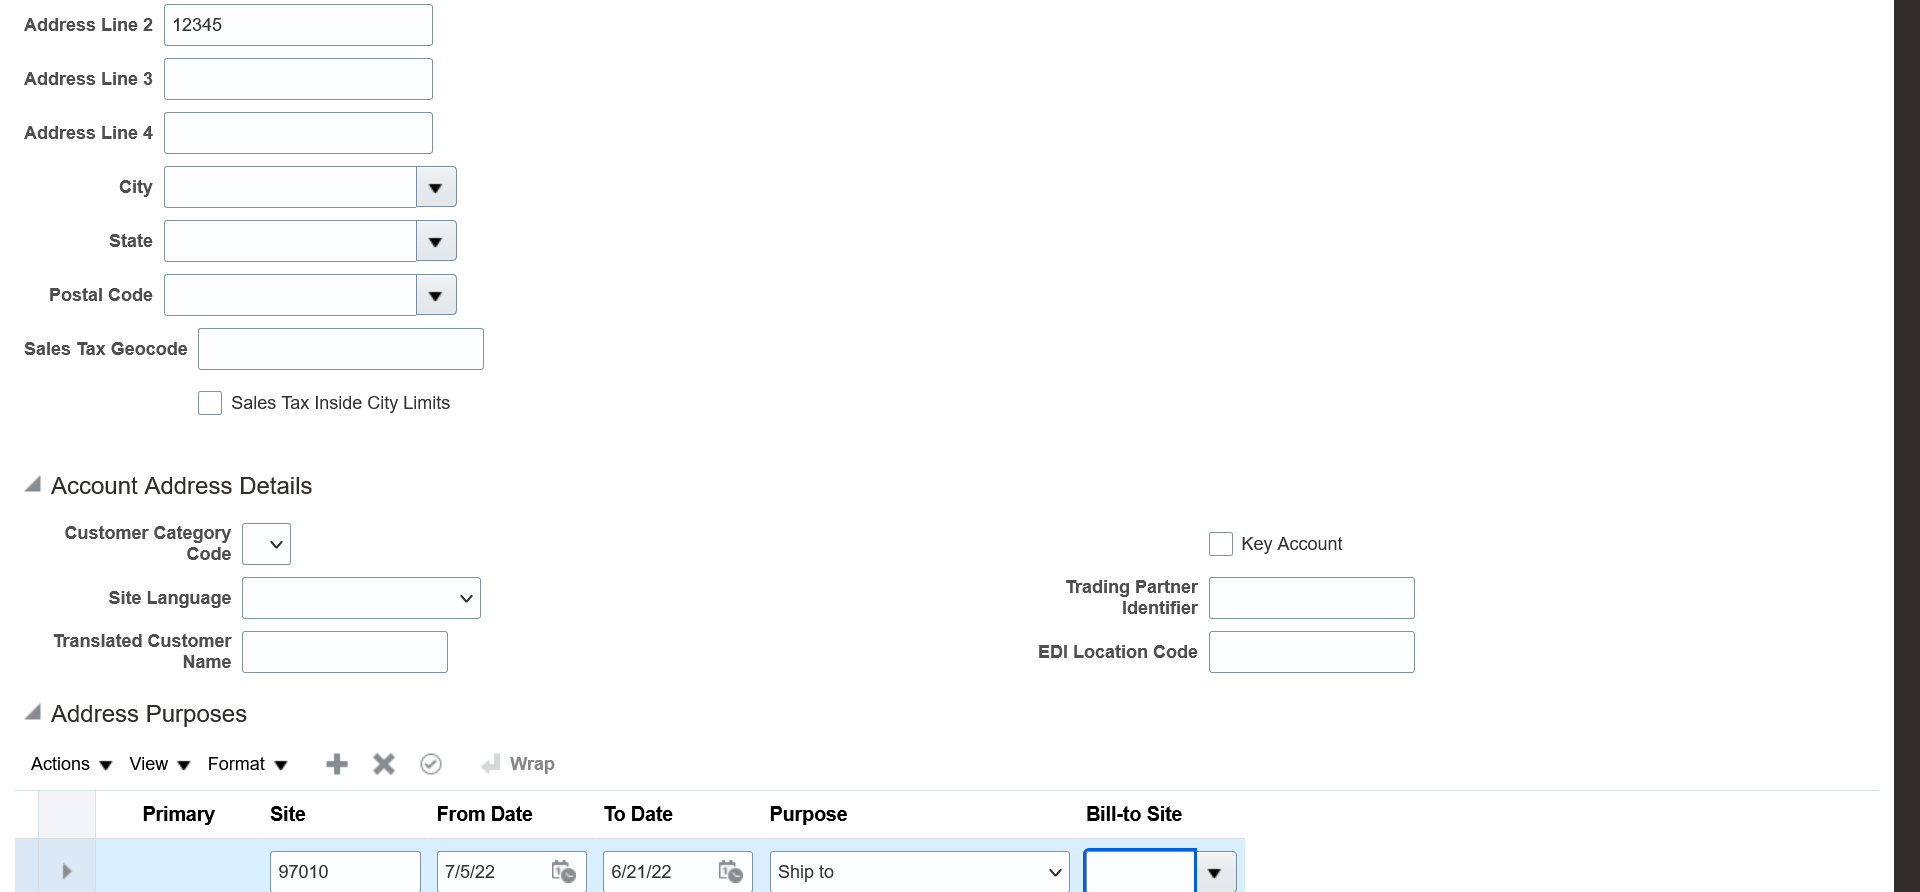 Address Line 2 12345
Address Line 3
Address Line 4
City
State
Postal Code
Sales Tax Geocode
Sales Tax Inside City Limits
Account Address Details
Customer Category
Code
Key Account
Site Language
Trading Partner
Identifier
Translated Customer
Name
EDI Location Code
Address Purposes
Actions View Format Wrap
Primary Site From Date To Date Purpose Bill-to Site
97010 7/5/22 6/21/22 Ship to